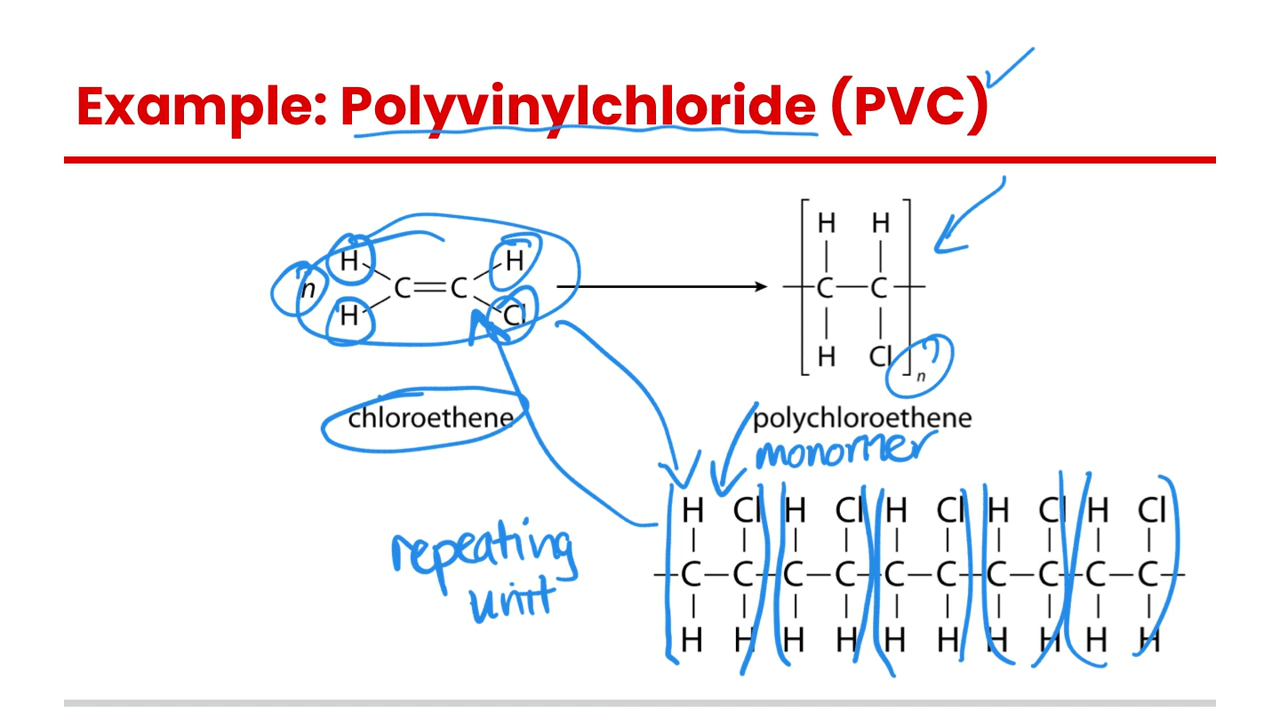 Example: Polyvinylchloride (PVC)
H H H H
n C=C C—C
H Cl H Cl n
chloroethene polychloroethene
monomer
H Cl H Cl H Cl H Cl H Cl
repeating C—C—C—C—C—C—C—C—C—C
unit
H H H H H H H H H H